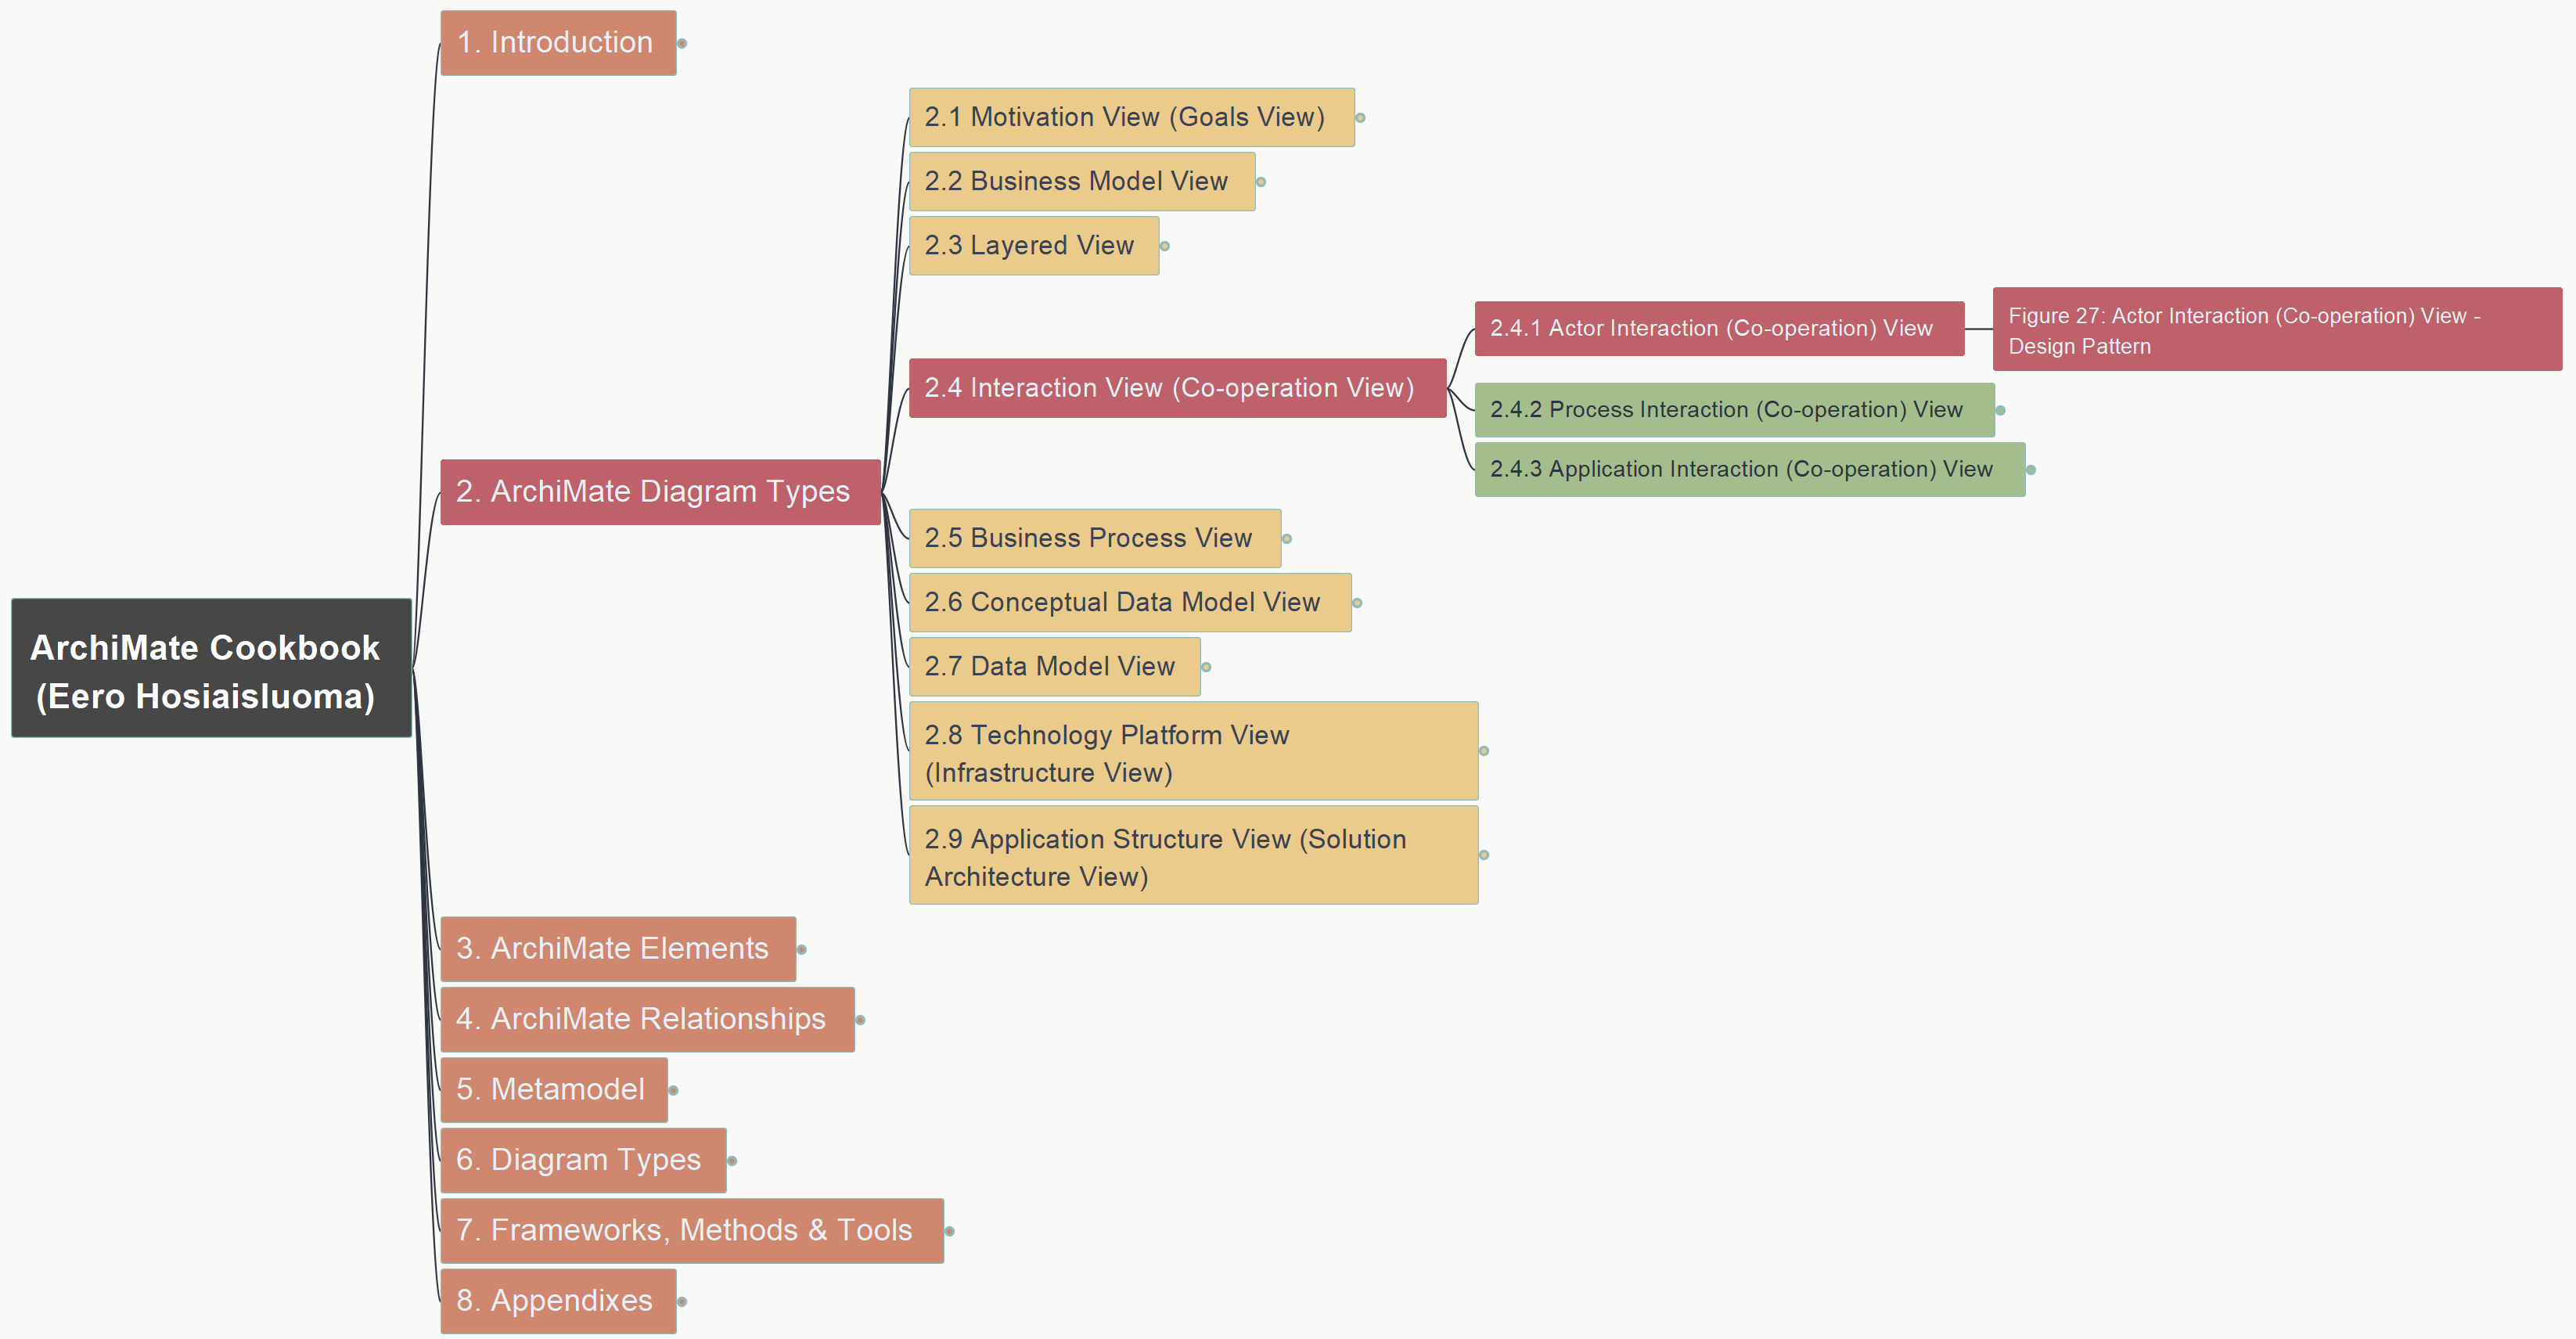 ArchiMate Cookbook
(Eero Hosiaisluoma)
1. Introduction
2. ArchiMate Diagram Types
2.1 Motivation View (Goals View)
2.2 Business Model View
2.3 Layered View
2.4 Interaction View (Co-operation View)
2.4.1 Actor Interaction (Co-operation) View
Figure 27: Actor Interaction (Co-operation) View -
Design Pattern
2.4.2 Process Interaction (Co-operation) View
2.4.3 Application Interaction (Co-operation) View
2.5 Business Process View
2.6 Conceptual Data Model View
2.7 Data Model View
2.8 Technology Platform View
(Infrastructure View)
2.9 Application Structure View (Solution
Architecture View)
3. ArchiMate Elements
4. ArchiMate Relationships
5. Metamodel
6. Diagram Types
7. Frameworks, Methods & Tools
8. Appendixes